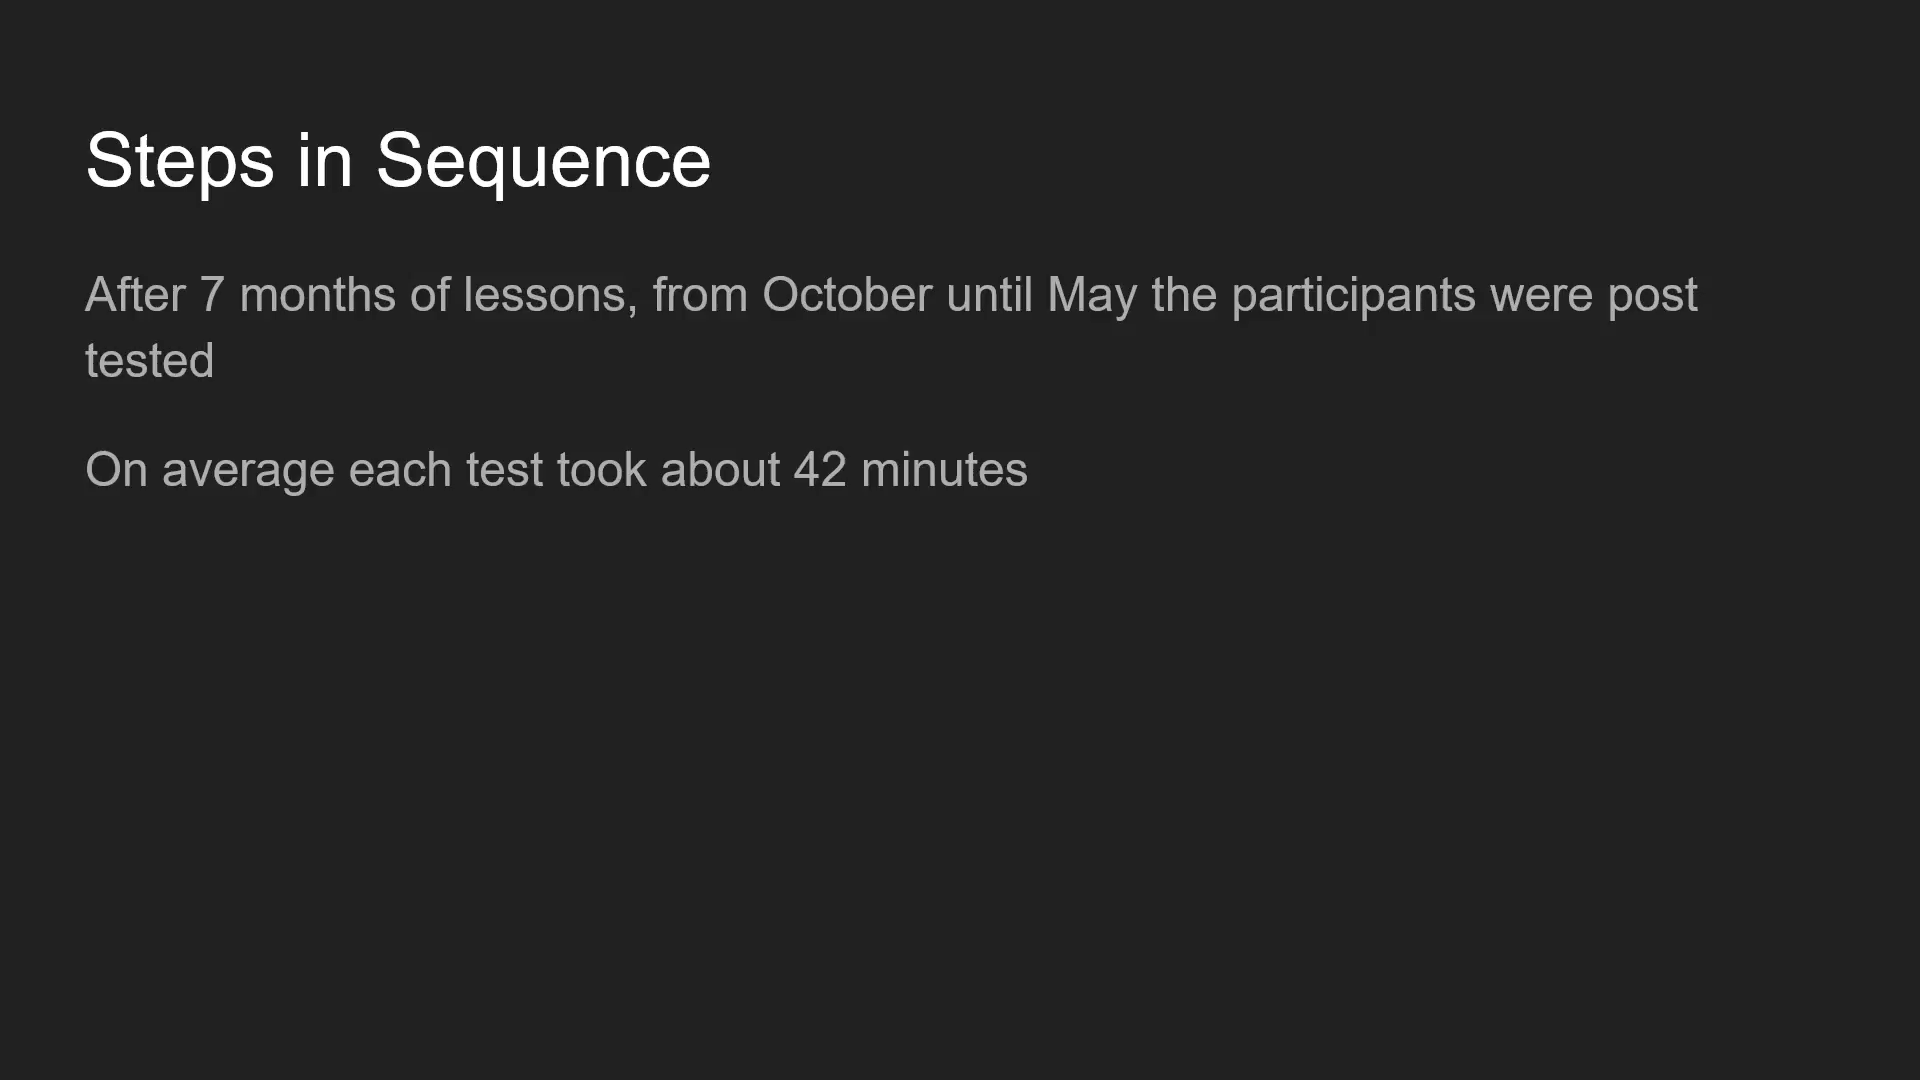 Steps in Sequence
After 7 months of lessons, from October until May the participants were post
tested
On average each test took about 42 minutes